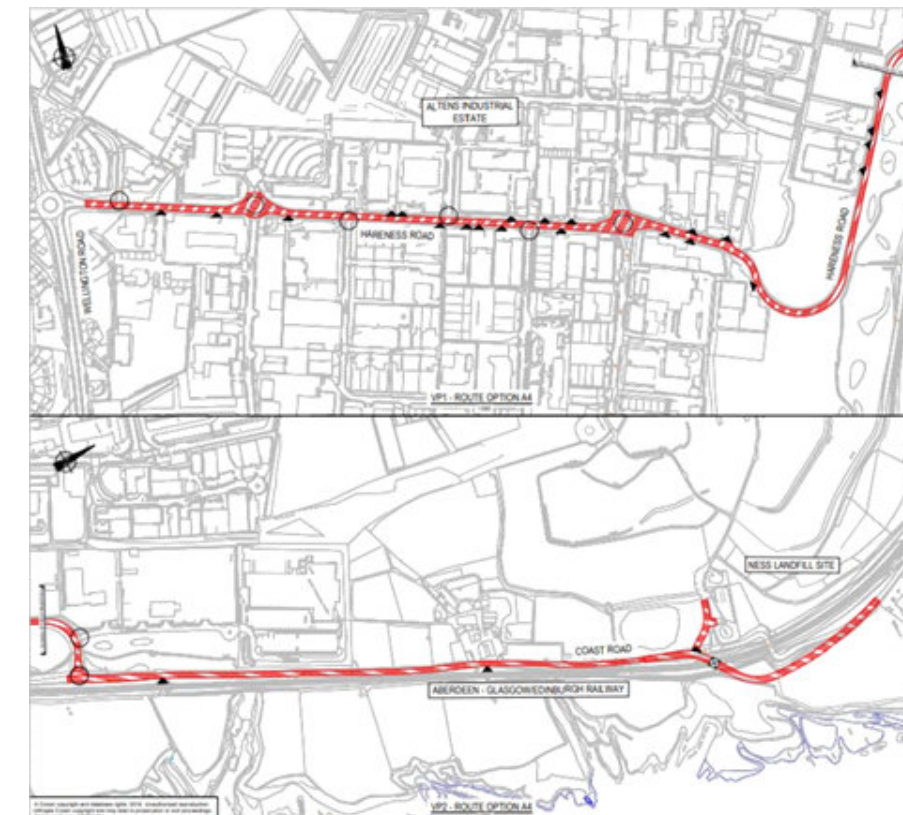 ALTENS INDUSTRIAL
ESTATE
WELLINGTON ROAD
HARENESS ROAD
HARENESS ROAD
VP1 - ROUTE OPTION A4
NESS LANDFILL SITE
COAST ROAD
ABERDEEN - GLASGOW/EDINBURGH RAILWAY
VP2 - ROUTE OPTION A4